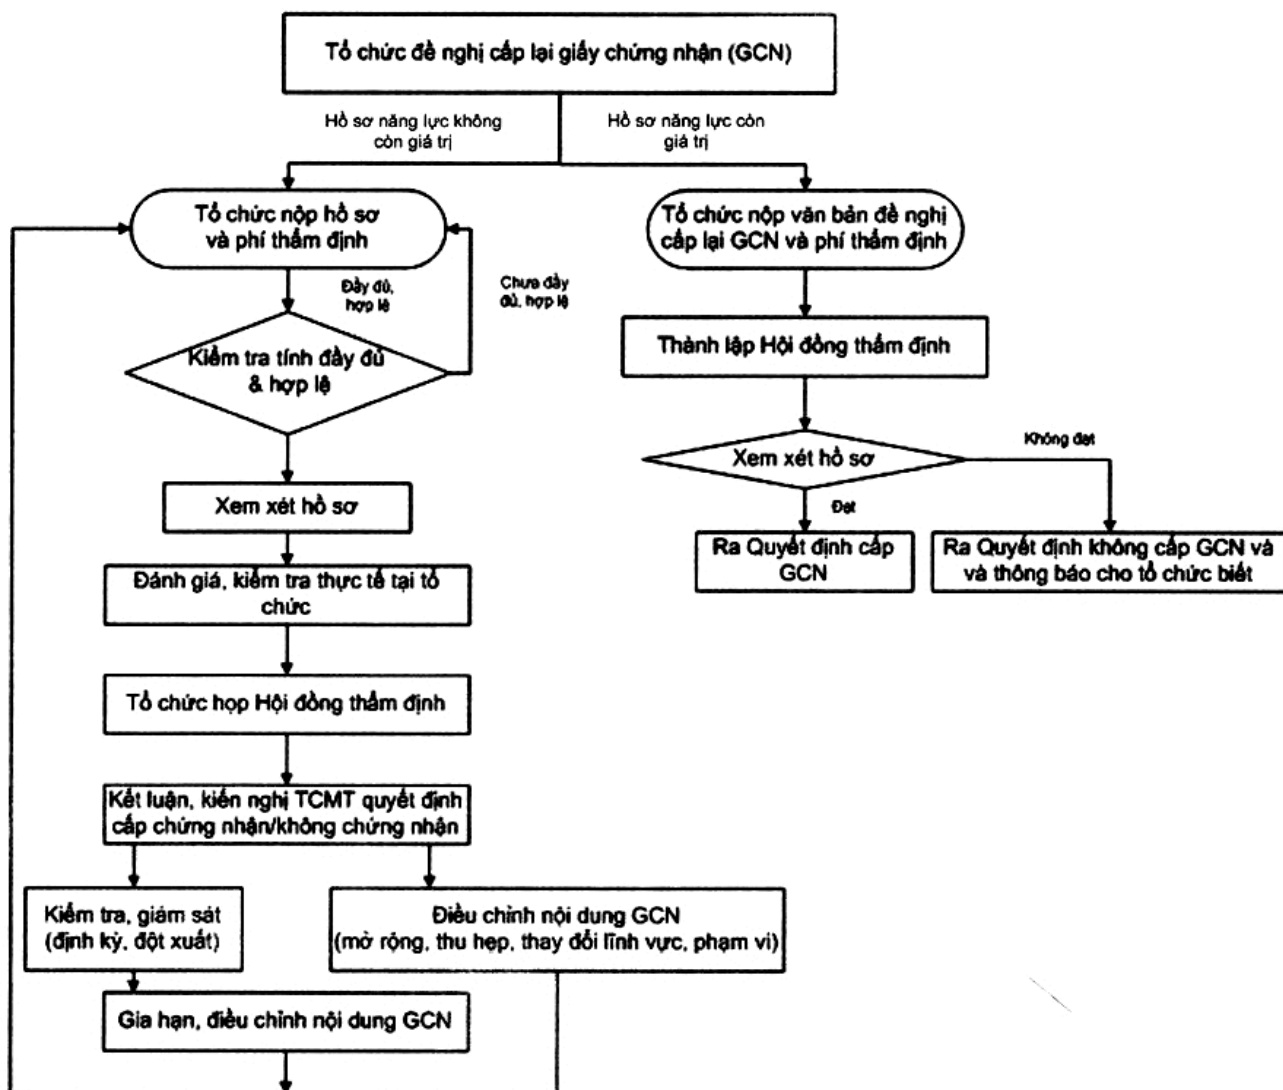 Tổ chức đề nghị cấp lại giấy chứng nhận (GCN)
Hồ sơ năng lực không
còn giá trị
Hồ sơ năng lực còn
giá trị
Tổ chức nộp hồ sơ
và phí thẩm định
Tổ chức nộp văn bản đề nghị
cấp lại GCN và phí thẩm định
Đầy đủ,
hợp lệ
Chưa đầy
đủ, hợp lệ
Thành lập Hội đồng thẩm định
Kiểm tra tính đầy đủ
& hợp lệ
Xem xét hồ sơ
Không đạt
Đạt
Xem xét hồ sơ
Ra Quyết định cấp
GCN
Ra Quyết định không cấp GCN và
và thông báo cho tổ chức biết
Đánh giá, kiểm tra thực tế tại tổ
chức
Tổ chức họp Hội đồng thẩm định
Kết luận, kiến nghị TCMT quyết định
cấp chứng nhận/không chứng nhận
Kiểm tra, giám sát
(định kỳ, đột xuất)
Điều chỉnh nội dung GCN
(mở rộng, thu hẹp, thay đổi lĩnh vực, phạm vi)
Gia hạn, điều chỉnh nội dung GCN